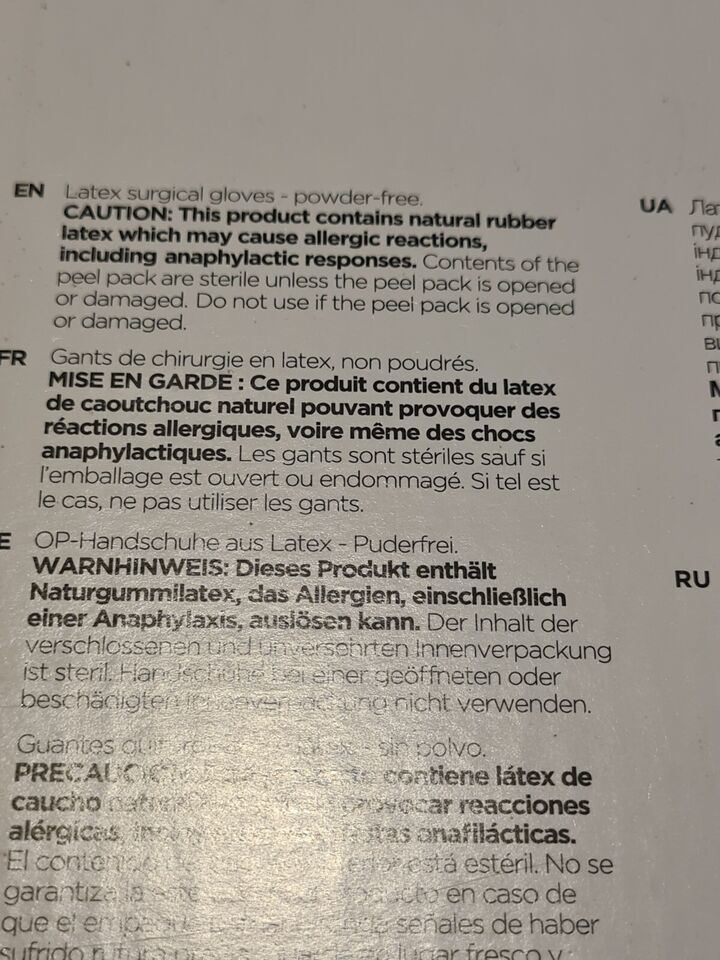 EN Latex surgical gloves - powder-free.
CAUTION: This product contains natural rubber
latex which may cause allergic reactions,
including anaphylactic responses. Contents of the
peel pack are sterile unless the peel pack is opened
or damaged. Do not use if the peel pack is opened
or damaged.
FR Gants de chirurgie en latex, non poudrés.
MISE EN GARDE : Ce produit contient du latex
de caoutchouc naturel pouvant provoquer des
réactions allergiques, voire même des chocs
anaphylactiques. Les gants sont stériles sauf si
l'emballage est ouvert ou endommagé. Si tel est
le cas, ne pas utiliser les gants.
E OP-Handschuhe aus Latex - Puderfrei.
WARNHINWEIS: Dieses Produkt enthält
Naturgummilatex, das Allergien, einschließlich
einer Anaphylaxis, auslösen kann. Der Inhalt der
verschlossenen und unversehrten Innenverpackung
ist steril. Handschuhe bei einer geöffneten oder
beschädigten nicht verwenden.
Guantes - sin polvo.
contiene látex de
caucho provocar reacciones
alérgicas, anafilácticas.
El contenido está estéril. No se
garantiza la en caso de
que el señales de haber
sufrido lugar fresco y
UA
RU